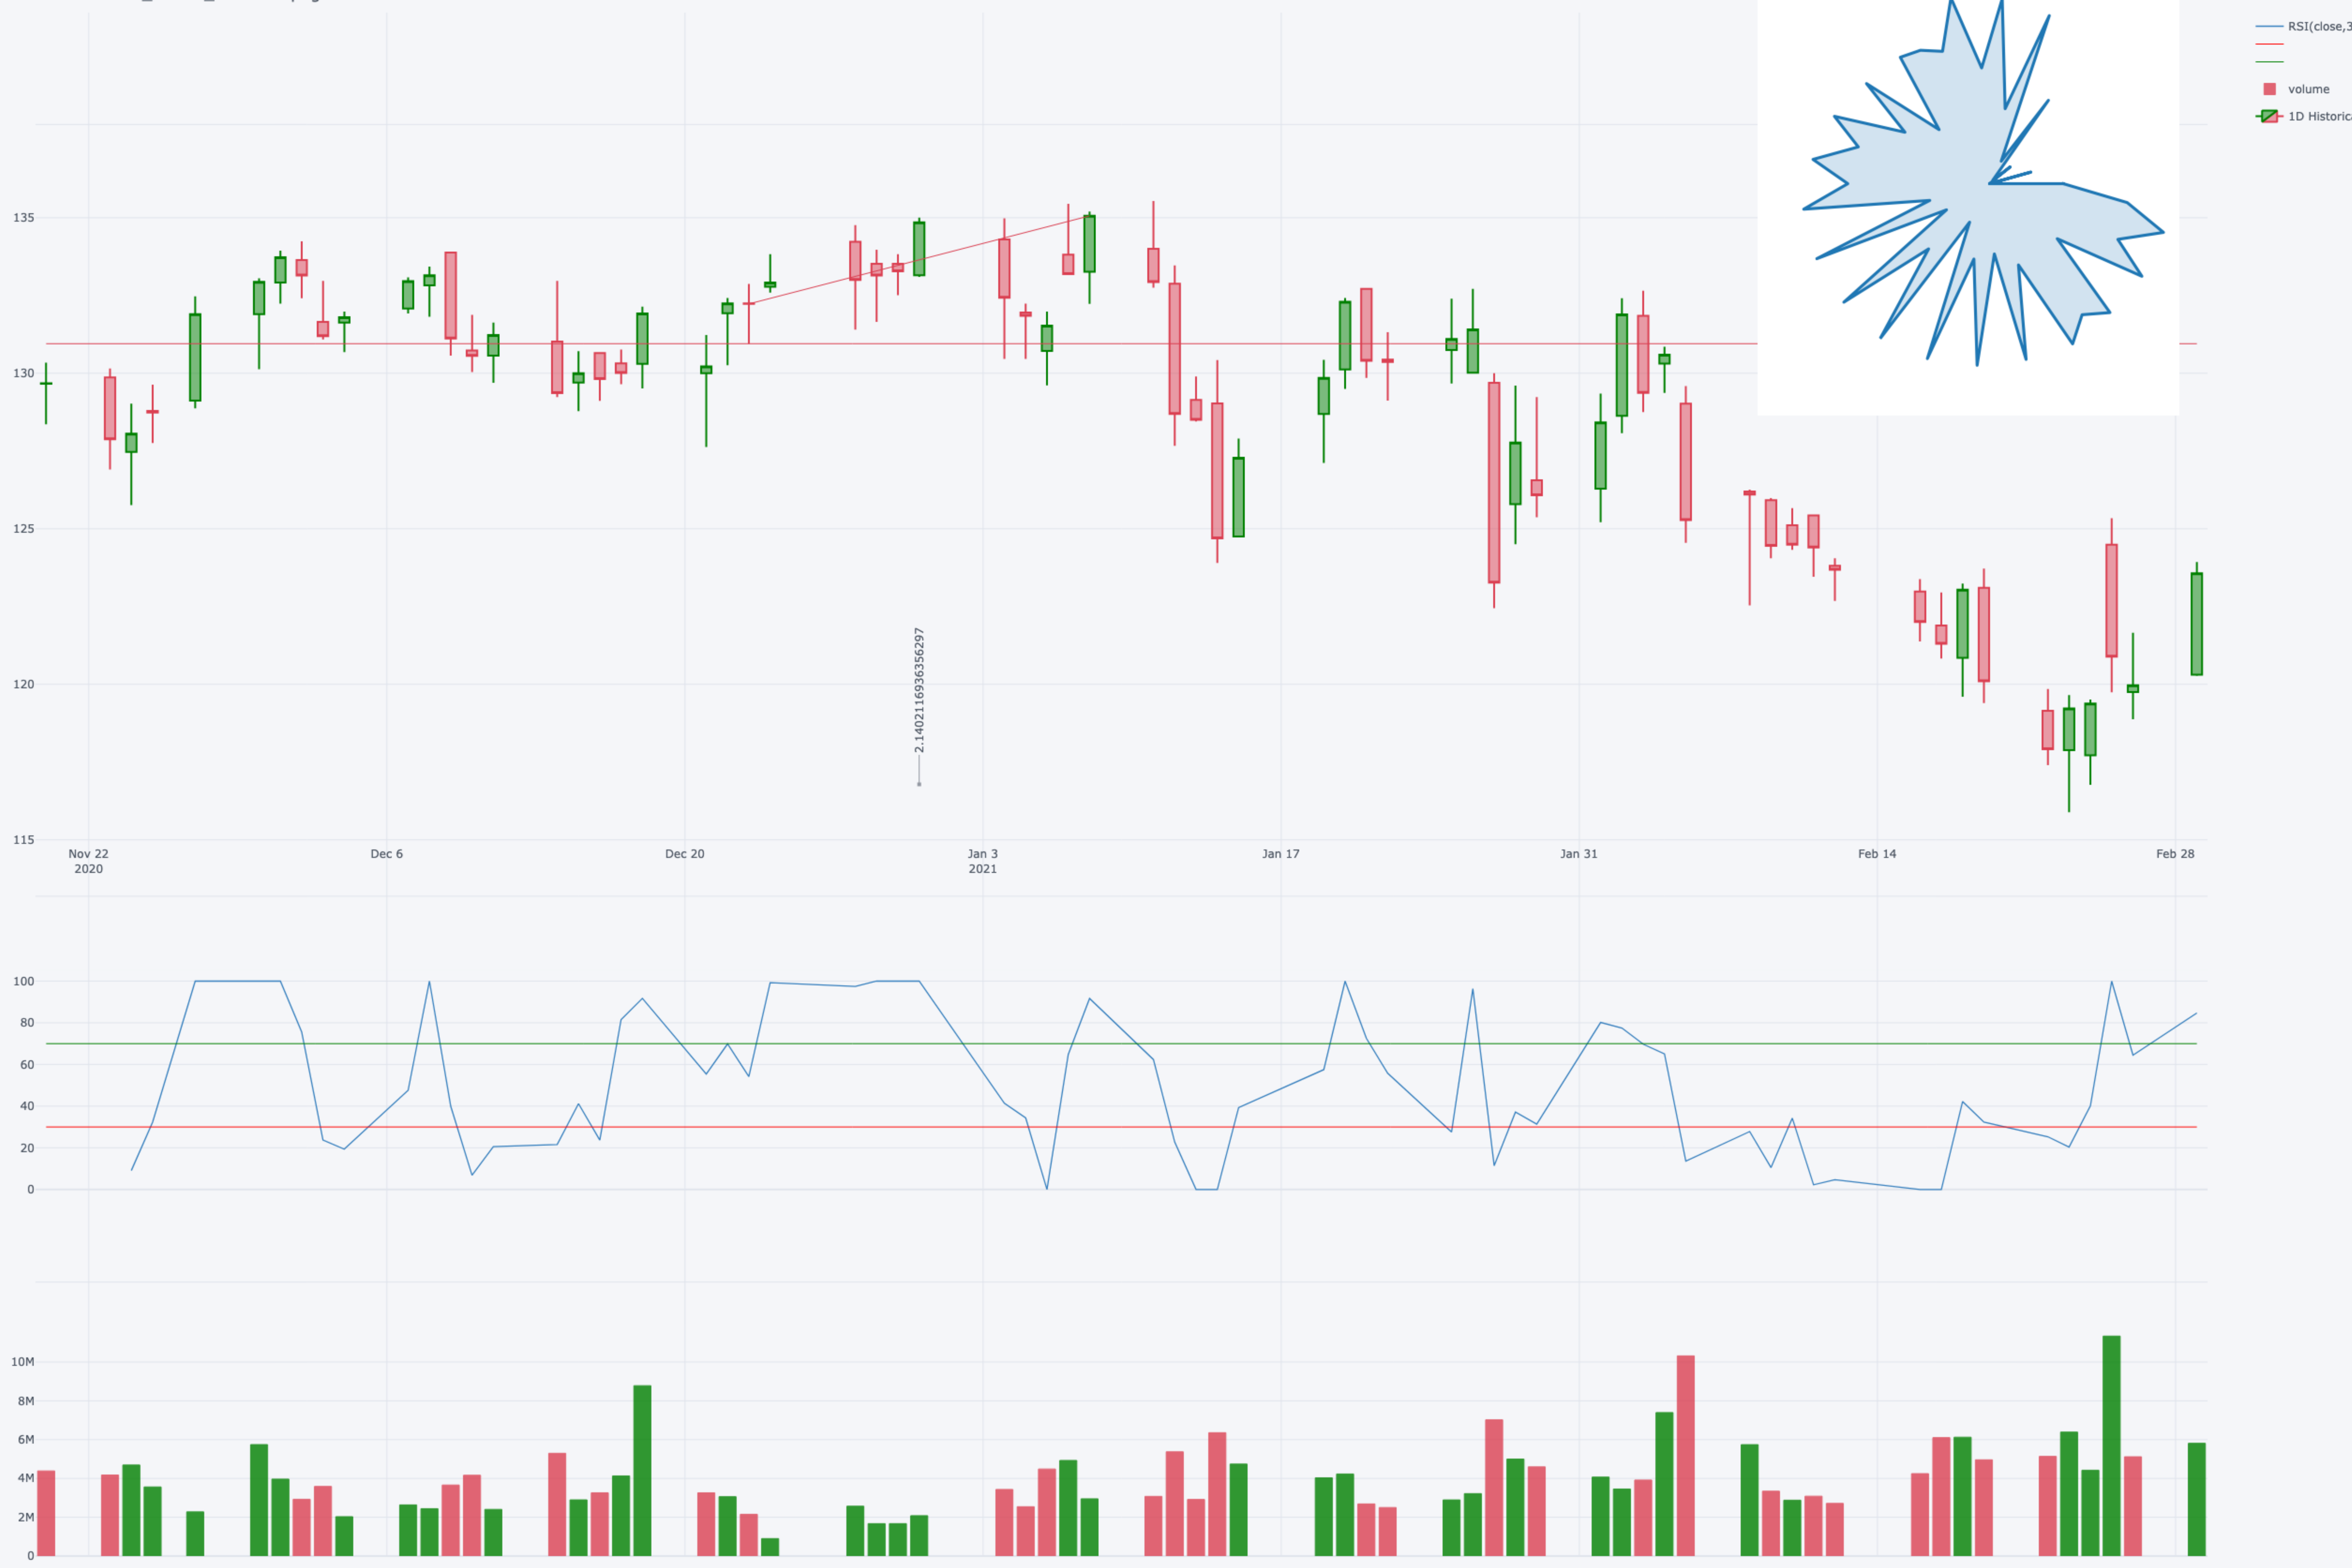 RSI(close,3
volume
1D Historica
135
130
125
120
115
2.1402116936356297
Nov 22
2020
Dec 6
Dec 20
Jan 3
2021
Jan 17
Jan 31
Feb 14
Feb 28
100
80
60
40
20
0
10M
8M
6M
4M
2M
0